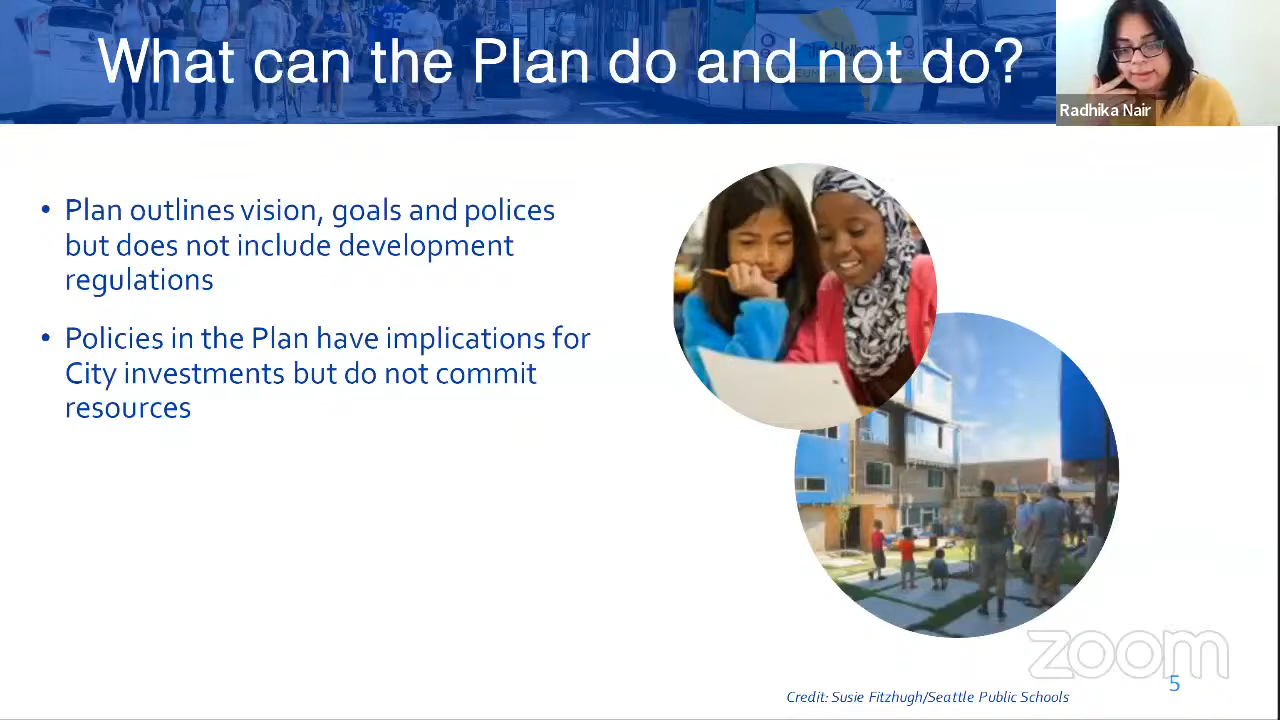 What can the Plan do and not do?
Radhika Nair
• Plan outlines vision, goals and polices
but does not include development
regulations
• Policies in the Plan have implications for
City investments but do not commit
resources
zoom
5
Credit: Susie Fitzhugh/Seattle Public Schools